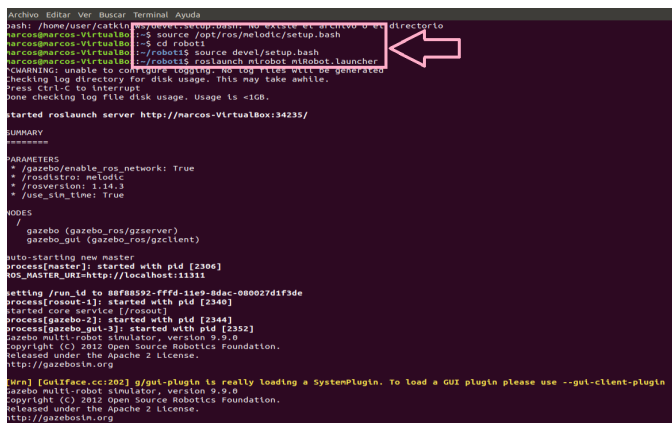 Archivo Editar Ver Buscar Terminal Ayuda
bash: /home/user/catkin_ws/devel.setup.bash: No existe el archivo o el directorio
marcos@marcos-VirtualBo :~$ source /opt/ros/melodic/setup.bash
marcos@marcos-VirtualBo :~$ cd robot1
marcos@marcos-VirtualBo :~/robot1$ source devel/setup.bash
marcos@marcos-VirtualBo :~/robot1$ roslaunch mirobot miRobot.launcher
^CWARNING: unable to configure logging. No log files will be generated
Checking log directory for disk usage. This may take awhile.
Press Ctrl-C to interrupt
Done checking log file disk usage. Usage is <1GB.
started roslaunch server http://marcos-VirtualBox:34235/
SUMMARY
========
PARAMETERS
* /gazebo/enable_ros_network: True
* /rosdistro: melodic
* /rosversion: 1.14.3
* /use_sim_time: True
NODES
/
gazebo (gazebo_ros/gzserver)
gazebo_gui (gazebo_ros/gzclient)
auto-starting new master
process[master]: started with pid [2306]
ROS_MASTER_URI=http://localhost:11311
setting /run_id to 88f88592-fffd-11e9-8dac-080027d1f3de
process[rosout-1]: started with pid [2340]
started core service [/rosout]
process[gazebo-2]: started with pid [2344]
process[gazebo_gui-3]: started with pid [2352]
Gazebo multi-robot simulator, version 9.9.0
Copyright (C) 2012 Open Source Robotics Foundation.
Released under the Apache 2 License.
http://gazebosim.org
[Wrn] [GuiIface.cc:202] g/gui-plugin is really loading a SystemPlugin. To load a GUI plugin please use --gui-client-plugin
Gazebo multi-robot simulator, version 9.9.0
Copyright (C) 2012 Open Source Robotics Foundation.
Released under the Apache 2 License.
http://gazebosim.org